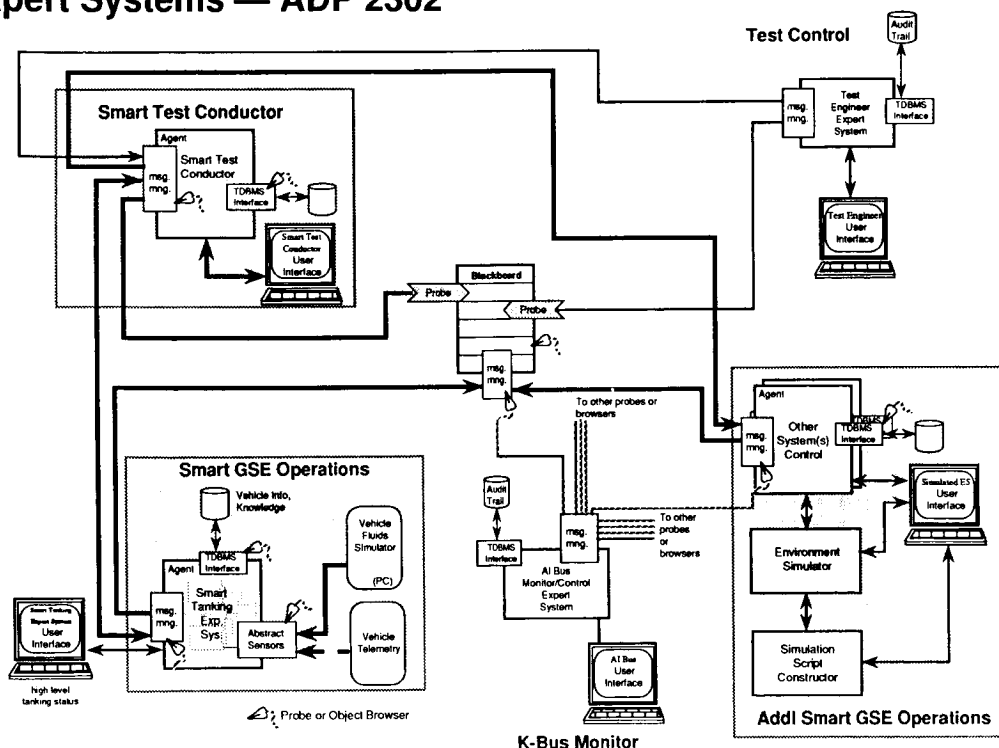 pert Systems — ADP 2302
Test Control
Audit
Trail
Test
Engineer
Expert
System
msg.
mng.
TDBMS
Interface
Test Engineer
User
Interface
Smart Test Conductor
Agent
Smart Test
Conductor
msg.
mng.
TDBMS
Interface
Smart Test
Conductor
User
Interface
Blackboard
Probe
Probe
msg.
mng.
To other probes or
browsers
Agent
Other
System(s)
Control
msg.
mng.
TDBMS
TDBMS
Interface
Simulated ES
User
Interface
Environment
Simulator
Simulation
Script
Constructor
Addl Smart GSE Operations
Smart GSE Operations
Vehicle Info,
Knowledge
TDBMS
Interface
Agent
Smart
Tanking
Exp.
Sys.
msg.
mng.
Abstract
Sensors
Vehicle
Fluids
Simulator
(PC)
Vehicle
Telemetry
Smart Tanking
Expert System
User
Interface
high level
tanking status
Audit
Trail
TDBMS
Interface
msg.
mng.
To other
probes
or
browsers
AI Bus
Monitor/Control
Expert
System
AI Bus
User
Interface
Probe or Object Browser
K-Bus Monitor